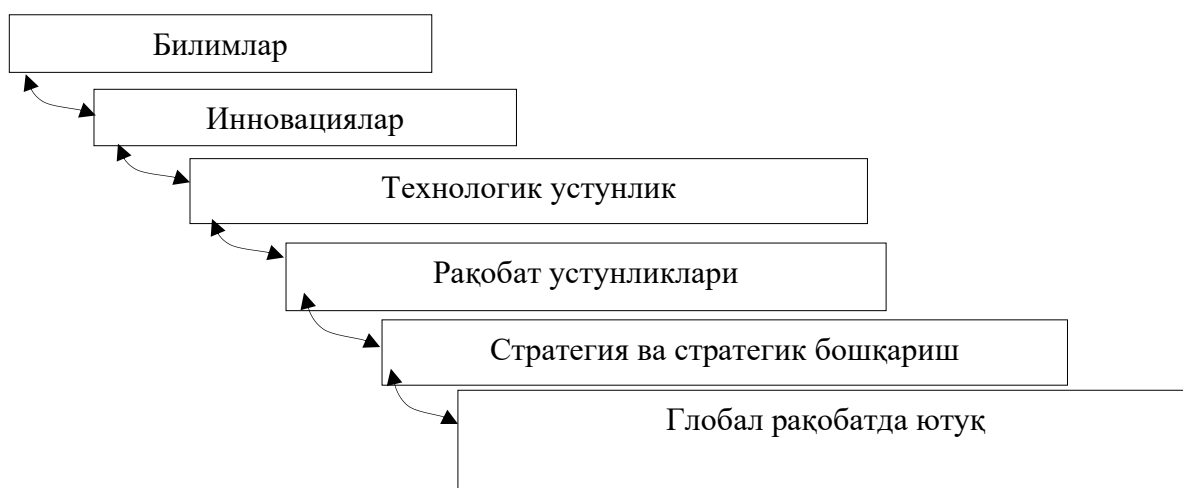 Билимлар
Инновациялар
Технологик устунлик
Рақобат устунликлари
Стратегия ва стратегик бошқариш
Глобал рақобатда ютуқ